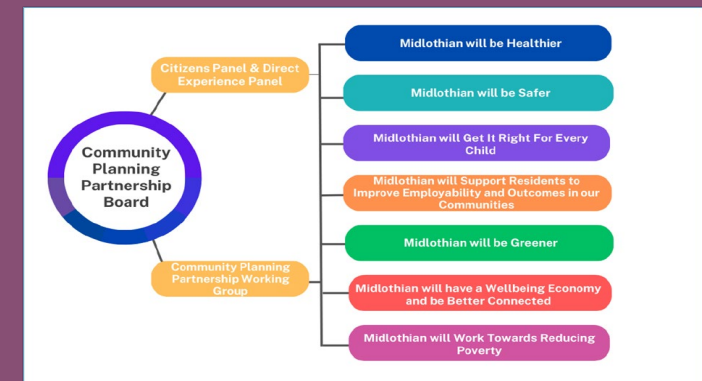 Community
Planning
Partnership
Board
Citizens Panel & Direct
Experience Panel
Community Planning
Partnership Working
Group
Midlothian will be Healthier
Midlothian will be Safer
Midlothian will Get It Right For Every
Child
Midlothian will Support Residents to
Improve Employability and Outcomes in our
Communities
Midlothian will be Greener
Midlothian will have a Wellbeing Economy
and be Better Connected
Midlothian will Work Towards Reducing
Poverty